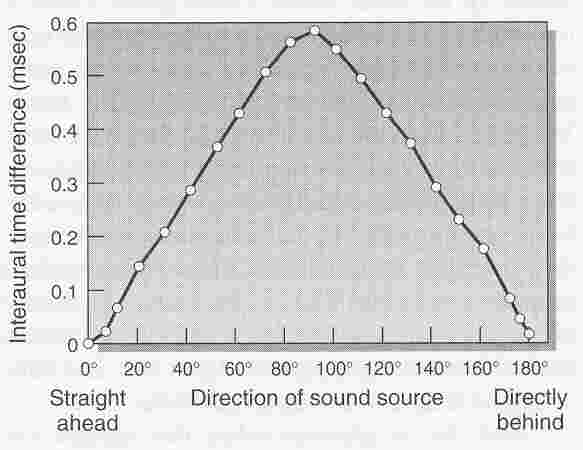 Interaural time difference (msec)
0.6
0.5
0.4
0.3
0.2
0.1
0
0° 20° 40° 60° 80° 100° 120° 140° 160° 180°
Straight ahead
Direction of sound source
Directly behind